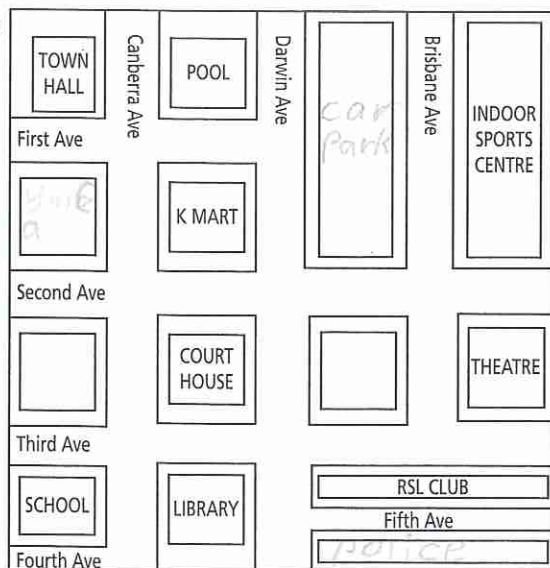 TOWN
HALL
Canberra Ave
POOL
Darwin Ave
car
Park
Brisbane Ave
INDOOR
SPORTS
CENTRE
First Ave
K MART
a
Second Ave
COURT
HOUSE
THEATRE
Third Ave
SCHOOL
LIBRARY
RSL CLUB
Fifth Ave
police
Fourth Ave